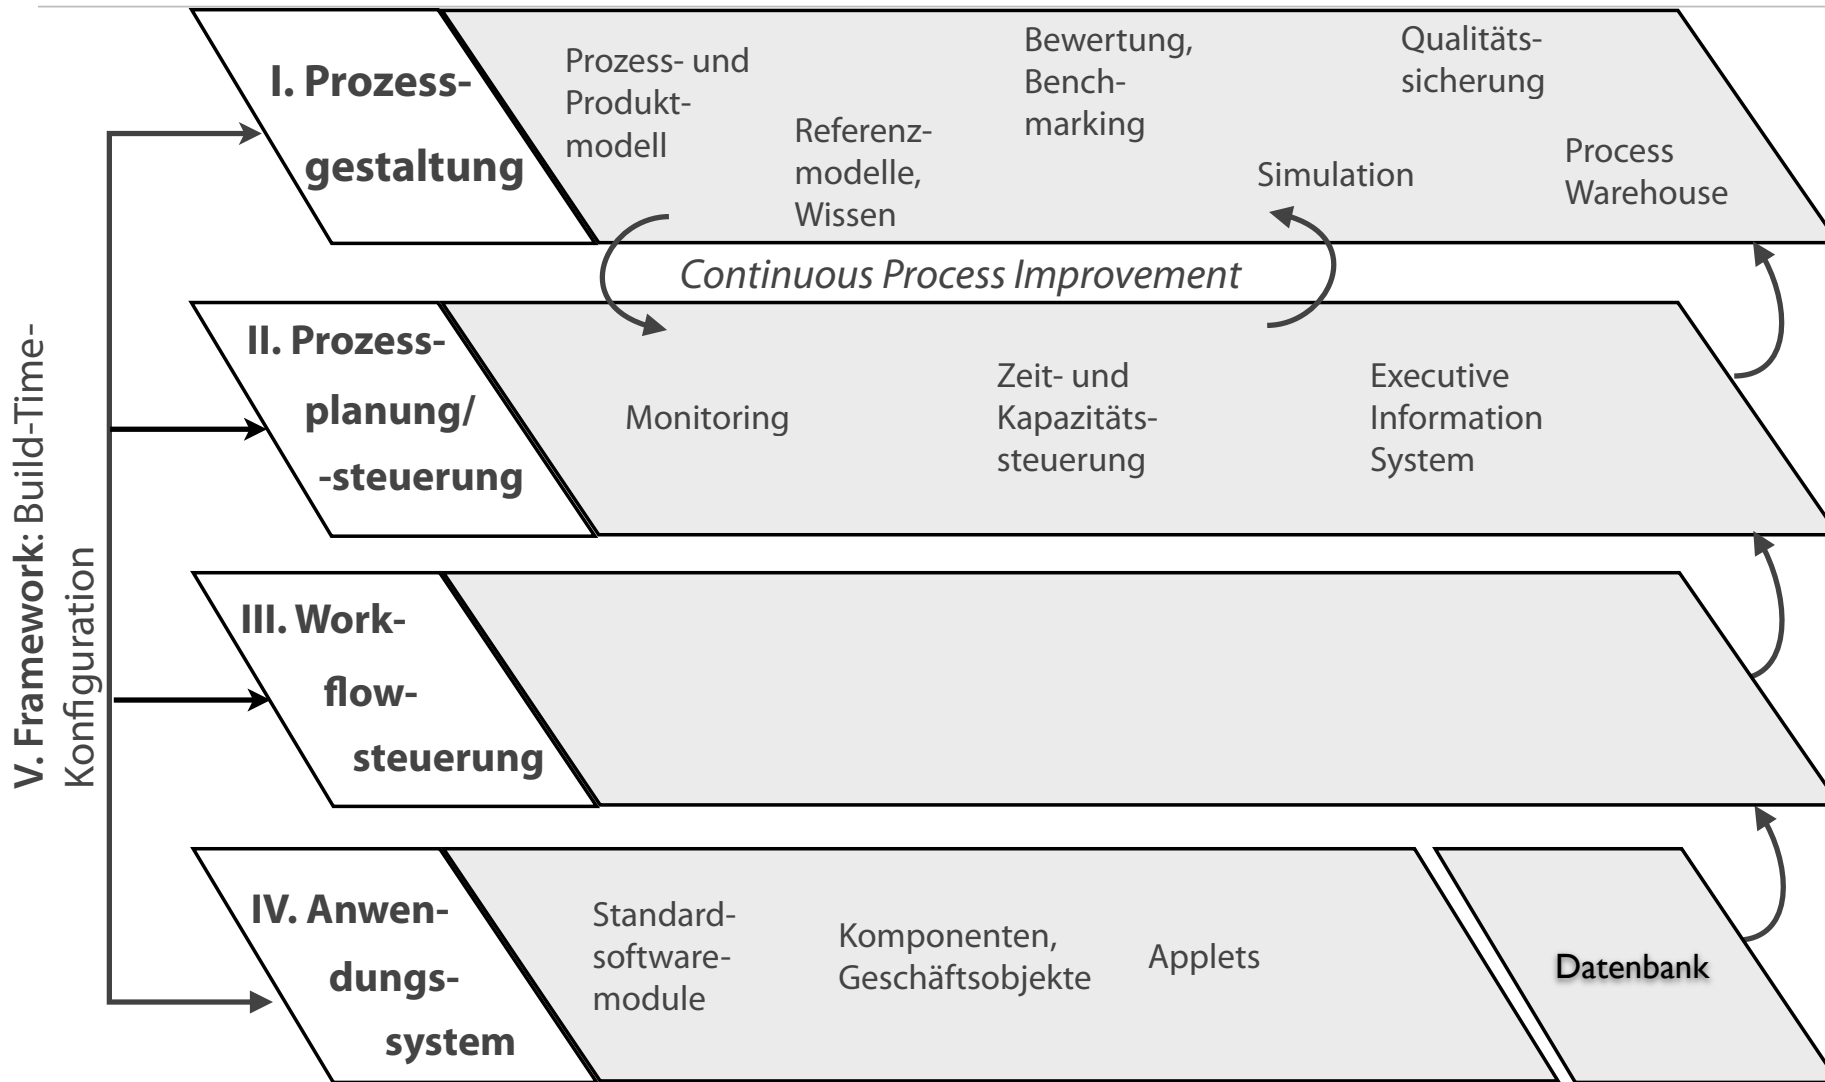 I. Prozess-
gestaltung
Prozess- und
Produkt-
modell
Referenz-
modelle,
Wissen
Bewertung,
Bench-
marking
Simulation
Qualitäts-
sicherung
Process
Warehouse
Continuous Process Improvement
II. Prozess-
planung/
-steuerung
Monitoring
Zeit- und
Kapazitäts-
steuerung
Executive
Information
System
III. Work-
flow-
steuerung
IV. Anwen-
dungs-
system
Standard-
software-
module
Komponenten,
Geschäftsobjekte
Applets
Datenbank
V. Framework: Build-Time-
Konfiguration